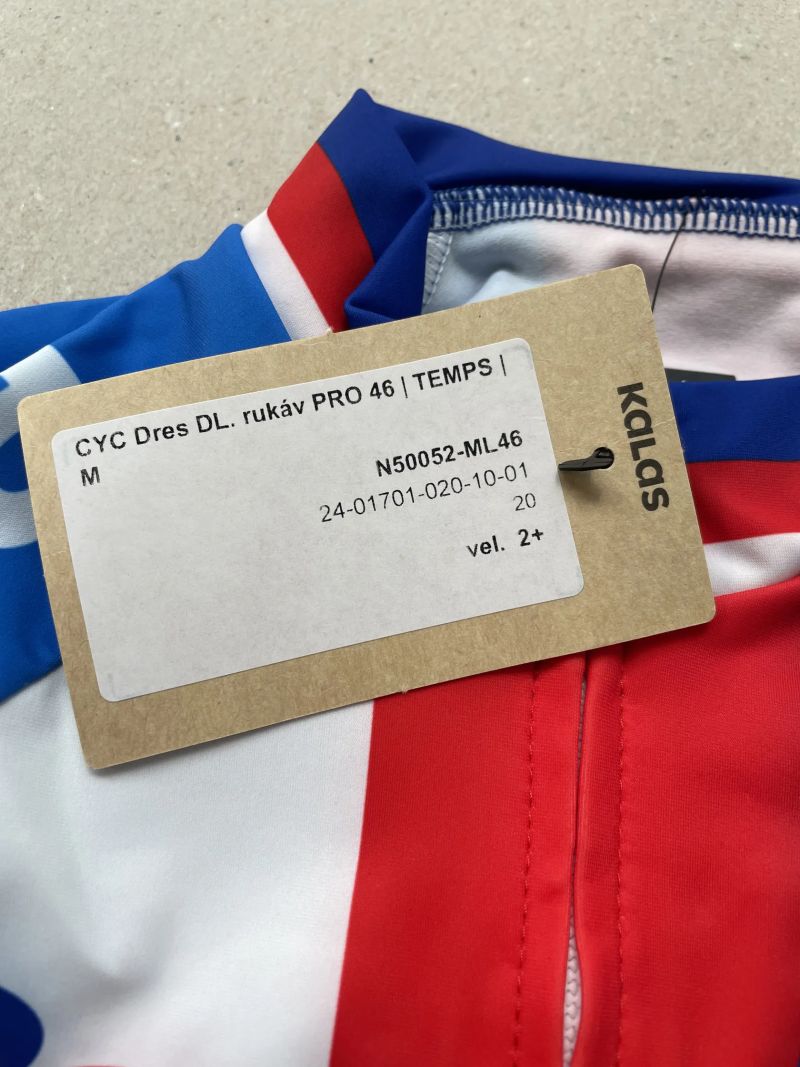 CYC Dres DL. rukáv PRO 46 | TEMPS |
M
N50052-ML46
24-01701-020-10-01
20
vel. 2+
KALAS